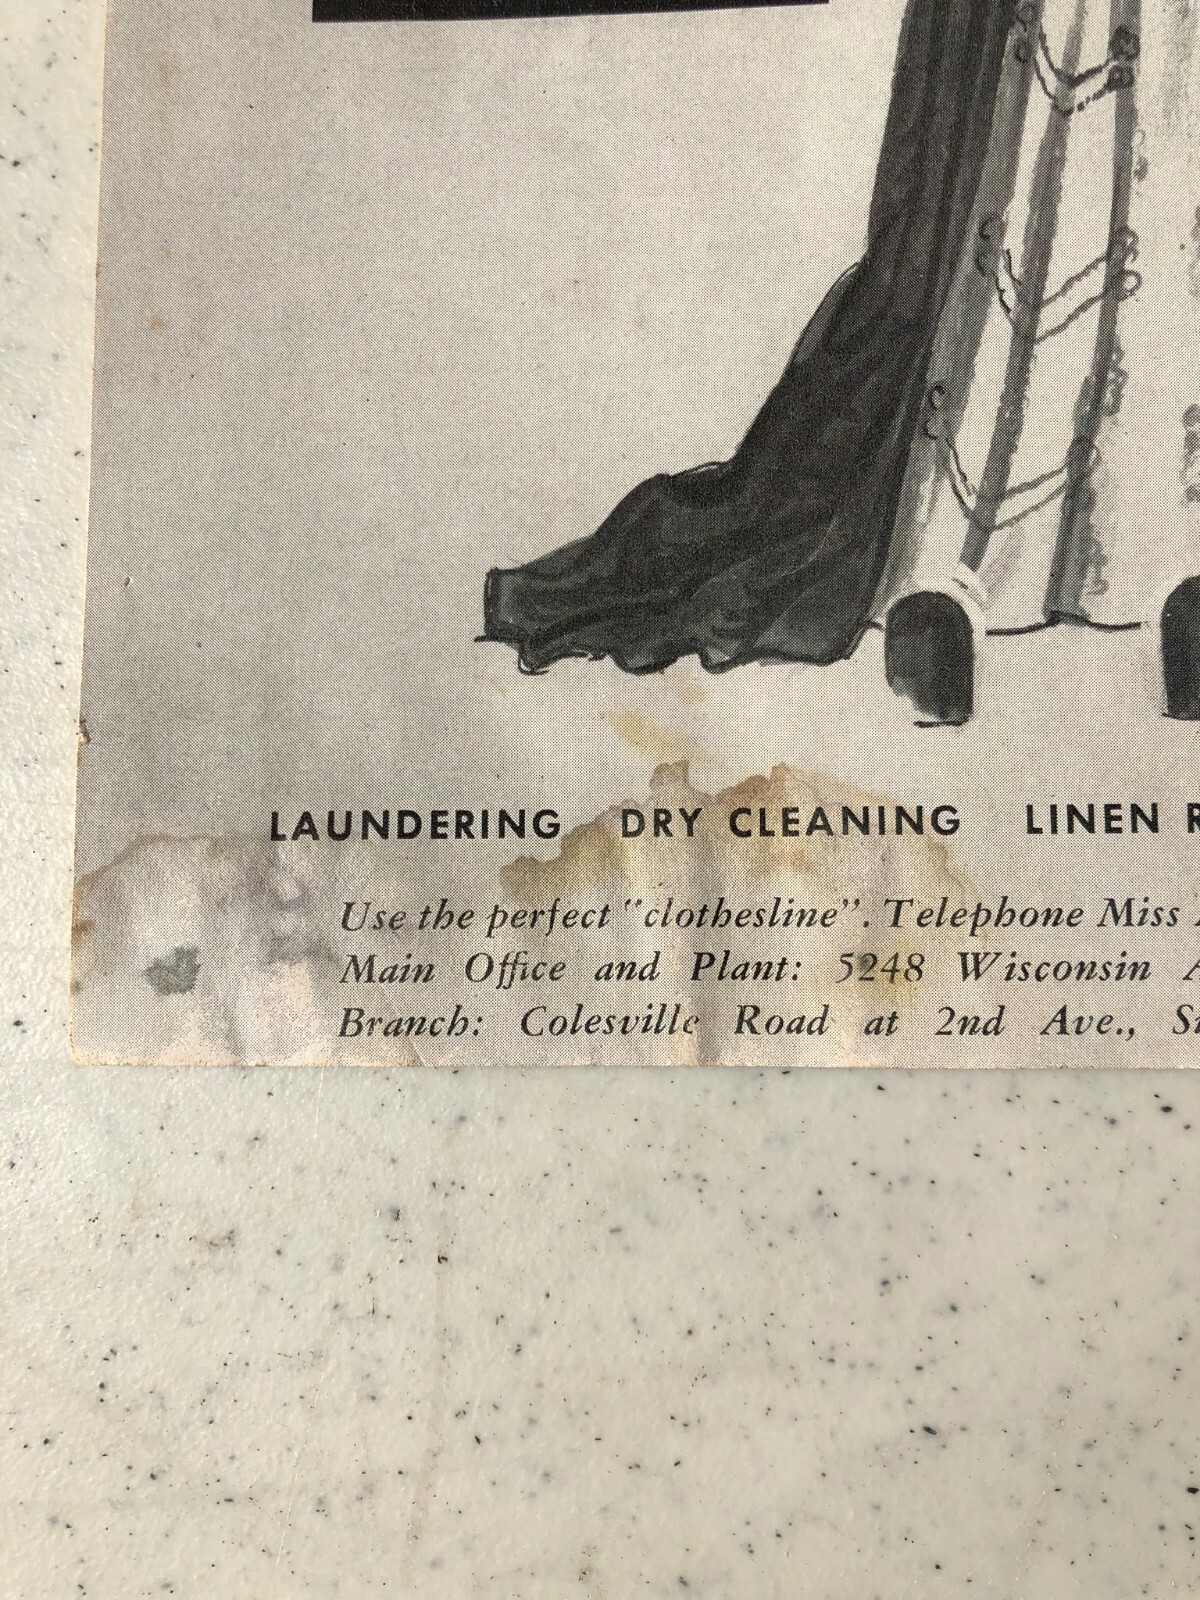 LAUNDERING DRY CLEANING LINEN R
Use the perfect "clothesline". Telephone Miss
Main Office and Plant: 5248 Wisconsin A
Branch: Colesville Road at 2nd Ave., Si